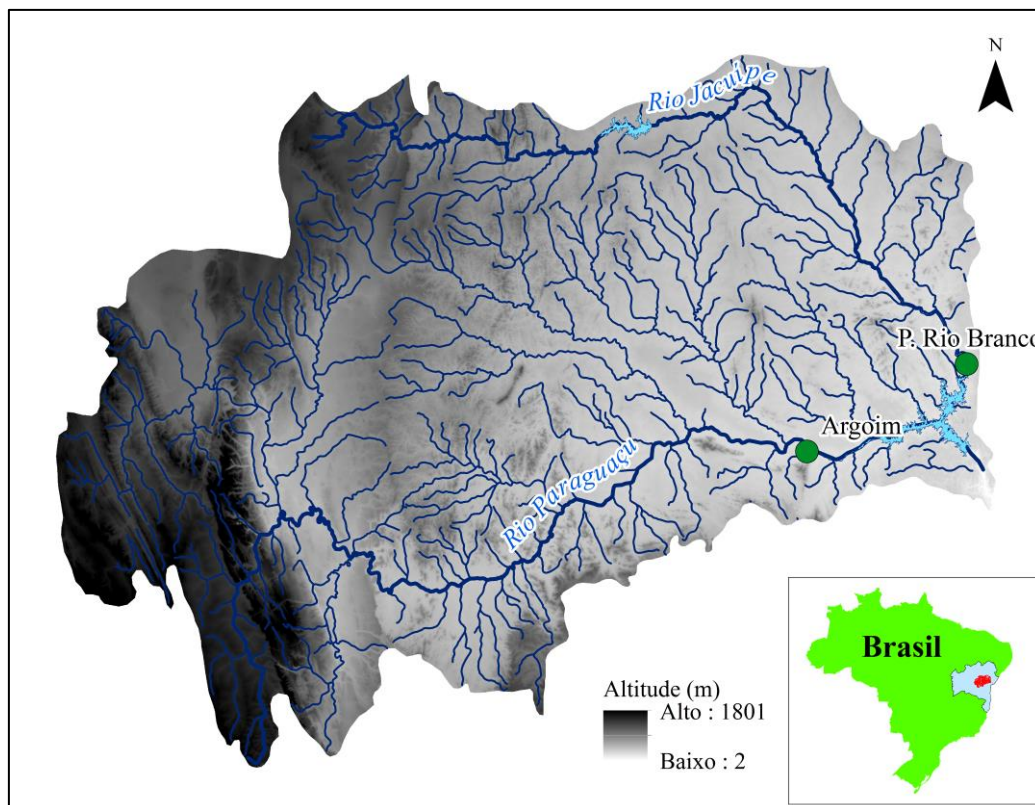 N
Rio Jacuípe
P. Rio Branco
Argoim
Rio Paraguaçu
Brasil
Altitude (m)
Alto : 1801
Baixo : 2